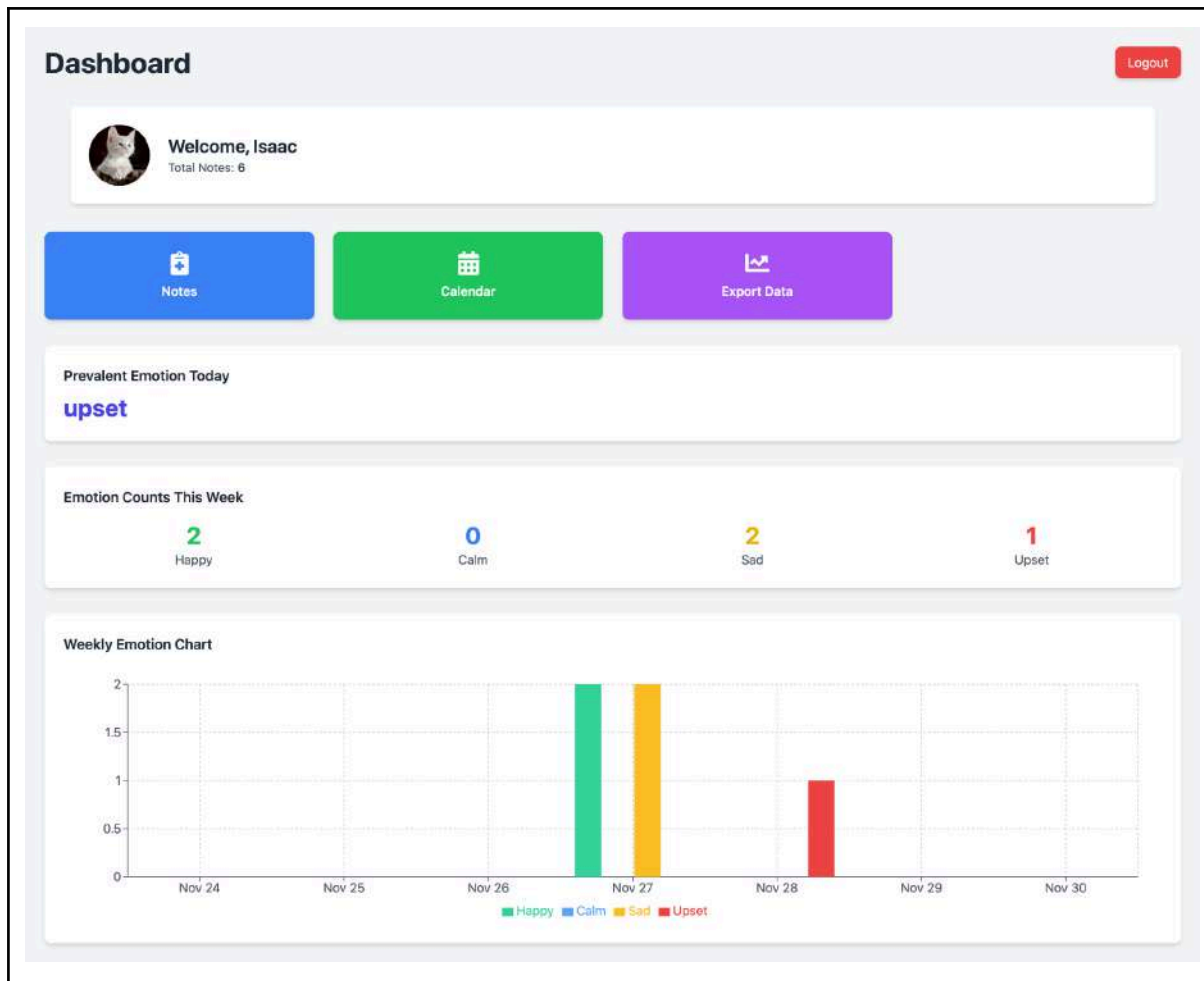 Dashboard
Logout
Welcome, Isaac
Total Notes: 6
Notes
Calendar
Export Data
Prevalent Emotion Today
upset
Emotion Counts This Week
2 0 2 1
Happy Calm Sad Upset
Weekly Emotion Chart
2
1.5
1
0.5
0
Nov 24 Nov 25 Nov 26 Nov 27 Nov 28 Nov 29 Nov 30
Happy Calm Sad Upset